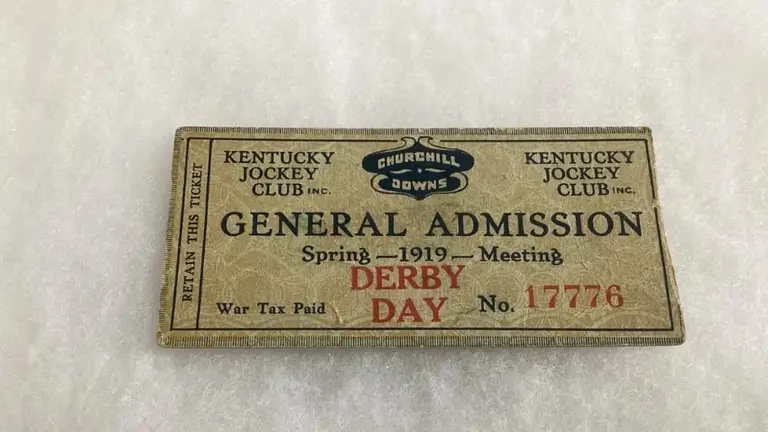 RETAIN THIS TICKET
KENTUCKY
JOCKEY
CLUB INC.
CHURCHILL
DOWNS
KENTUCKY
JOCKEY
CLUB INC.
GENERAL ADMISSION
Spring — 1919 — Meeting
DERBY
DAY
War Tax Paid
No. 17776